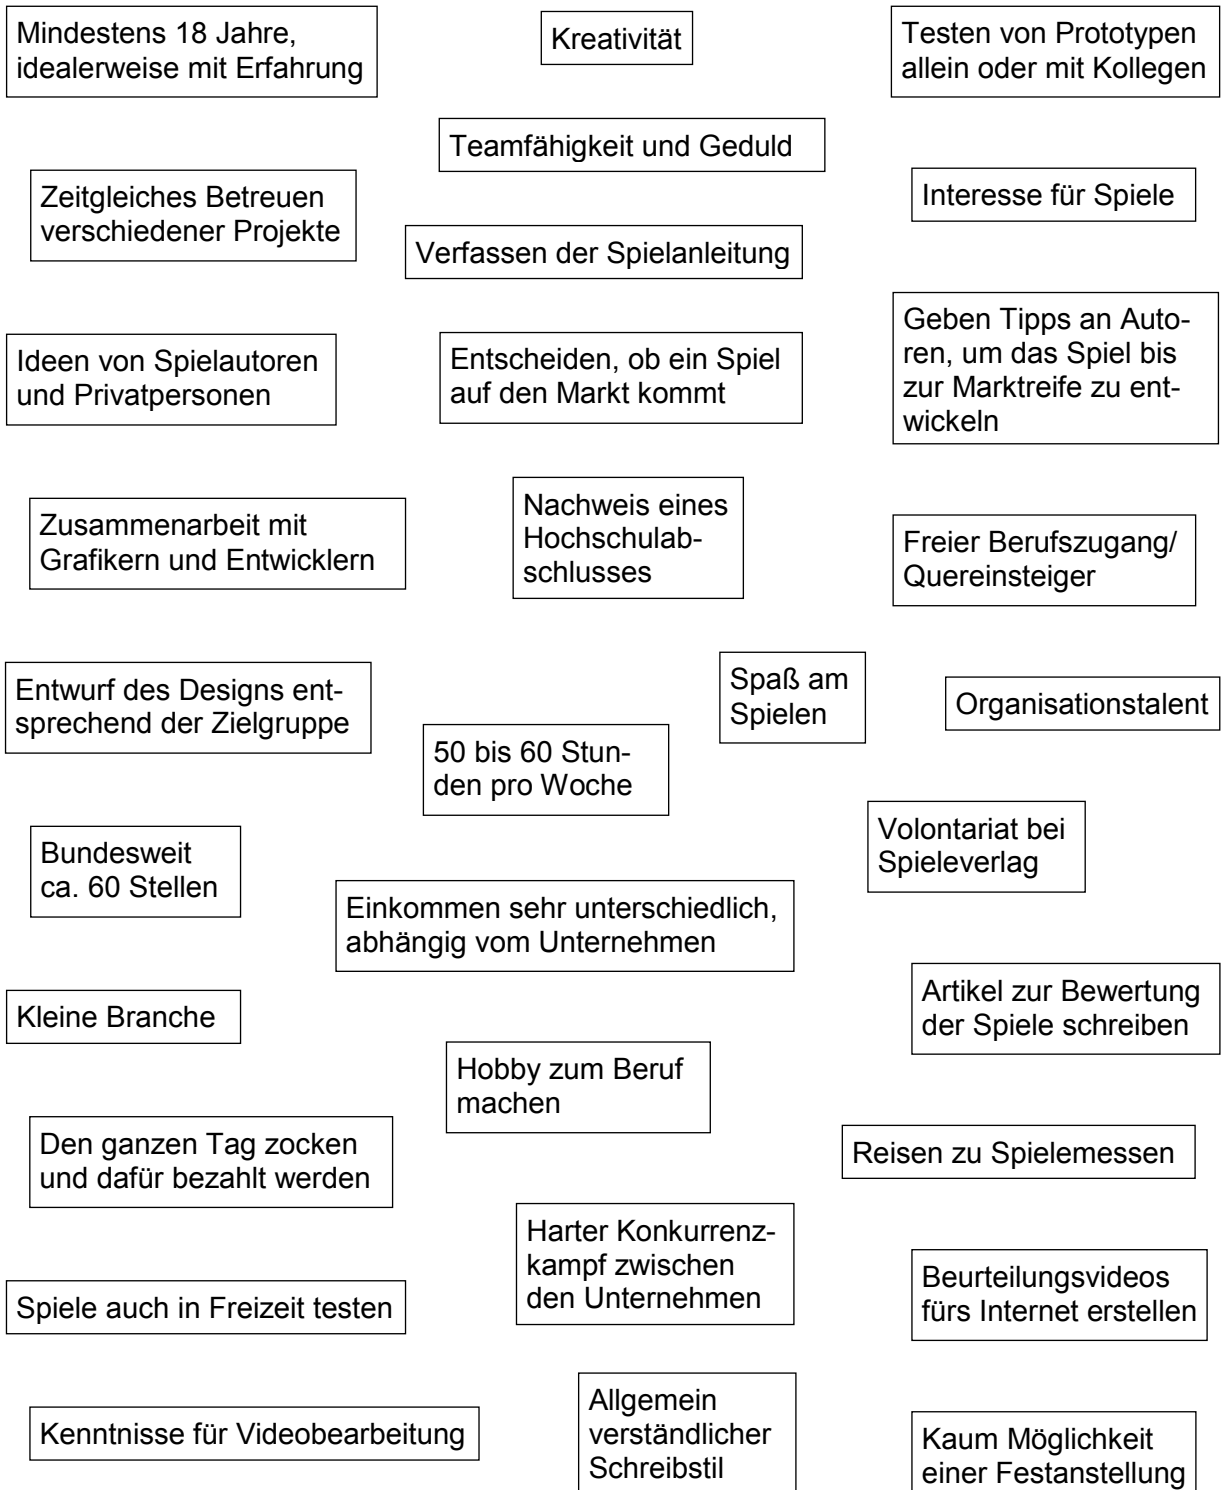 Mindestens 18 Jahre,
idealerweise mit Erfahrung
Kreativität
Testen von Prototypen
allein oder mit Kollegen
Teamfähigkeit und Geduld
Zeitgleiches Betreuen
verschiedener Projekte
Interesse für Spiele
Verfassen der Spielanleitung
Ideen von Spielautoren
und Privatpersonen
Entscheiden, ob ein Spiel
auf den Markt kommt
Geben Tipps an Auto-
ren, um das Spiel bis
zur Marktreife zu ent-
wickeln
Zusammenarbeit mit
Grafikern und Entwicklern
Nachweis eines
Hochschulab-
schlusses
Freier Berufszugang/
Quereinsteiger
Entwurf des Designs ent-
sprechend der Zielgruppe
Spaß am
Spielen
Organisationstalent
50 bis 60 Stun-
den pro Woche
Bundesweit
ca. 60 Stellen
Volontariat bei
Spieleverlag
Einkommen sehr unterschiedlich,
abhängig vom Unternehmen
Kleine Branche
Artikel zur Bewertung
der Spiele schreiben
Hobby zum Beruf
machen
Den ganzen Tag zocken
und dafür bezahlt werden
Reisen zu Spielemessen
Harter Konkurrenz-
kampf zwischen
den Unternehmen
Spiele auch in Freizeit testen
Beurteilungsvideos
fürs Internet erstellen
Kenntnisse für Videobearbeitung
Allgemein
verständlicher
Schreibstil
Kaum Möglichkeit
einer Festanstellung